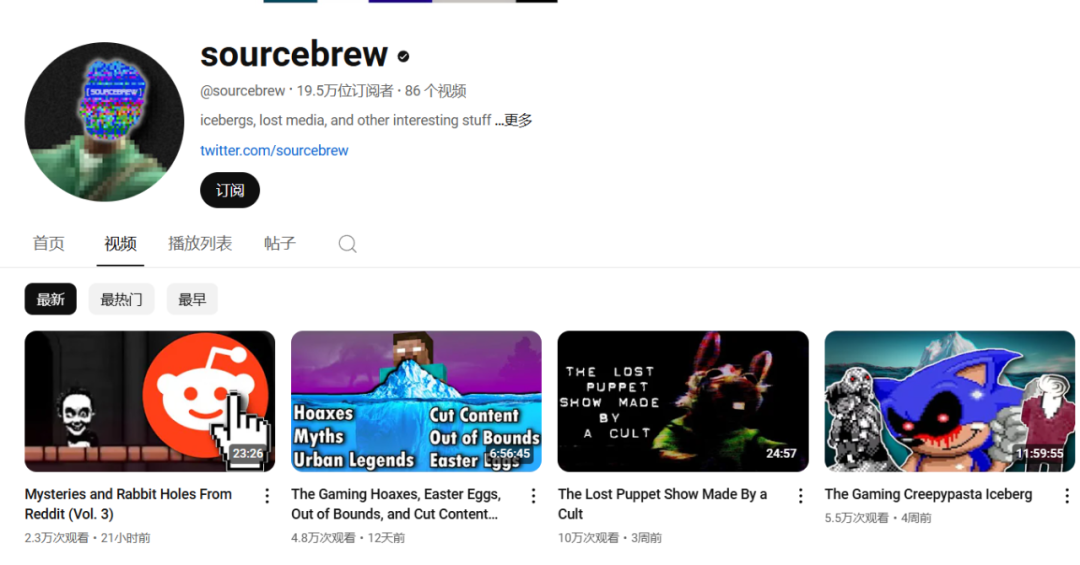 sourcebrew
@sourcebrew · 19.5万位订阅者 · 86 个视频
[SOURCEBREW]
icebergs, lost media, and other interesting stuff ...更多
twitter.com/sourcebrew
订阅
首页 视频 播放列表 帖子
最新 最热门 最早
23:26
Hoaxes
Myths
Urban Legends
Cut Content
Out of Bounds
Easter Eggs
6:56:45
THE LOST
PUPPET
SHOW MADE
BY
A CULT
24:57
11:59:55
Mysteries and Rabbit Holes From
Reddit (Vol. 3)
2.3万次观看 · 21小时前
The Gaming Hoaxes, Easter Eggs,
Out of Bounds, and Cut Content...
4.8万次观看 · 12天前
The Lost Puppet Show Made By a
Cult
10万次观看 · 3周前
The Gaming Creepypasta Iceberg
5.5万次观看 · 4周前